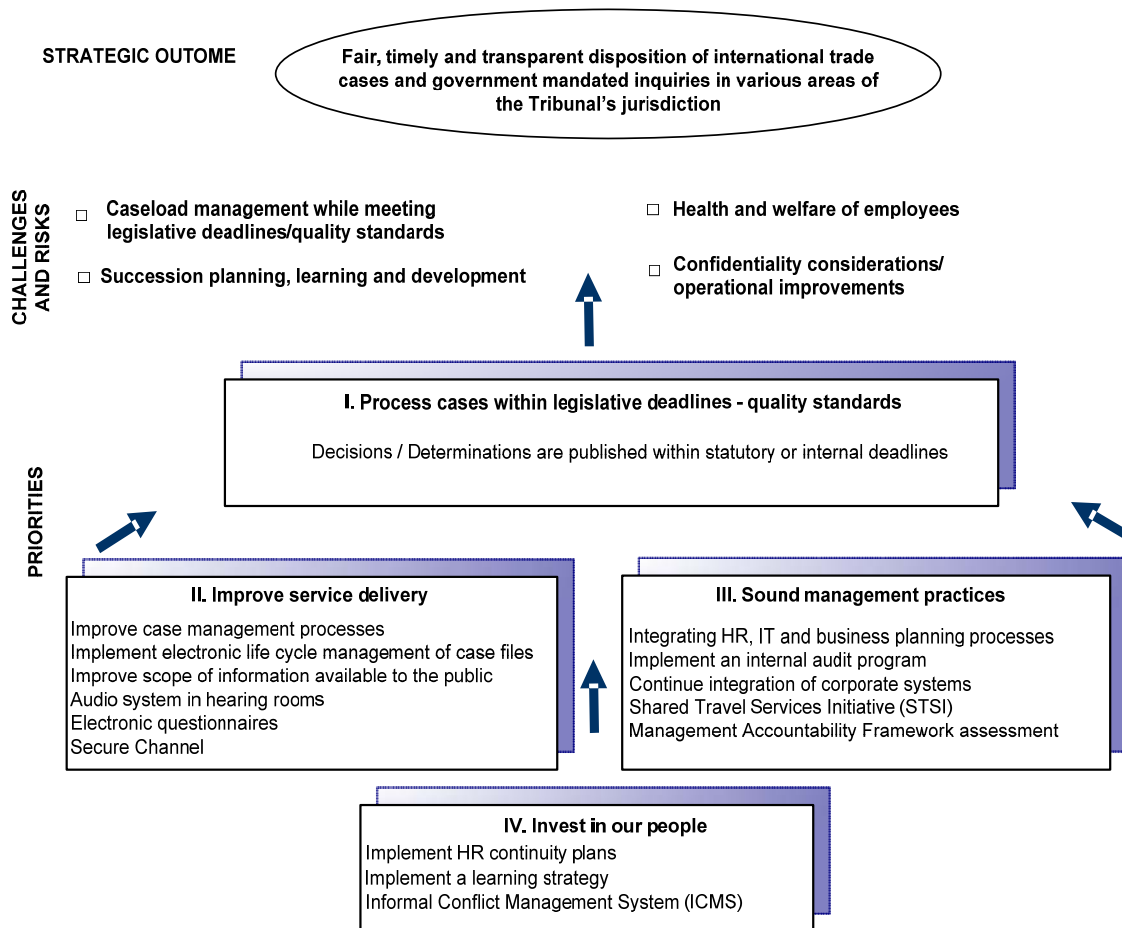 STRATEGIC OUTCOME
Fair, timely and transparent disposition of international trade
cases and government mandated inquiries in various areas of
the Tribunal's jurisdiction
CHALLENGES
AND RISKS
Caseload management while meeting
legislative deadlines/quality standards
Succession planning, learning and development
Health and welfare of employees
Confidentiality considerations/
operational improvements
PRIORITIES
I. Process cases within legislative deadlines - quality standards
Decisions / Determinations are published within statutory or internal deadlines
II. Improve service delivery
Improve case management processes
Implement electronic life cycle management of case files
Improve scope of information available to the public
Audio system in hearing rooms
Electronic questionnaires
Secure Channel
III. Sound management practices
Integrating HR, IT and business planning processes
Implement an internal audit program
Continue integration of corporate systems
Shared Travel Services Initiative (STSI)
Management Accountability Framework assessment
IV. Invest in our people
Implement HR continuity plans
Implement a learning strategy
Informal Conflict Management System (ICMS)